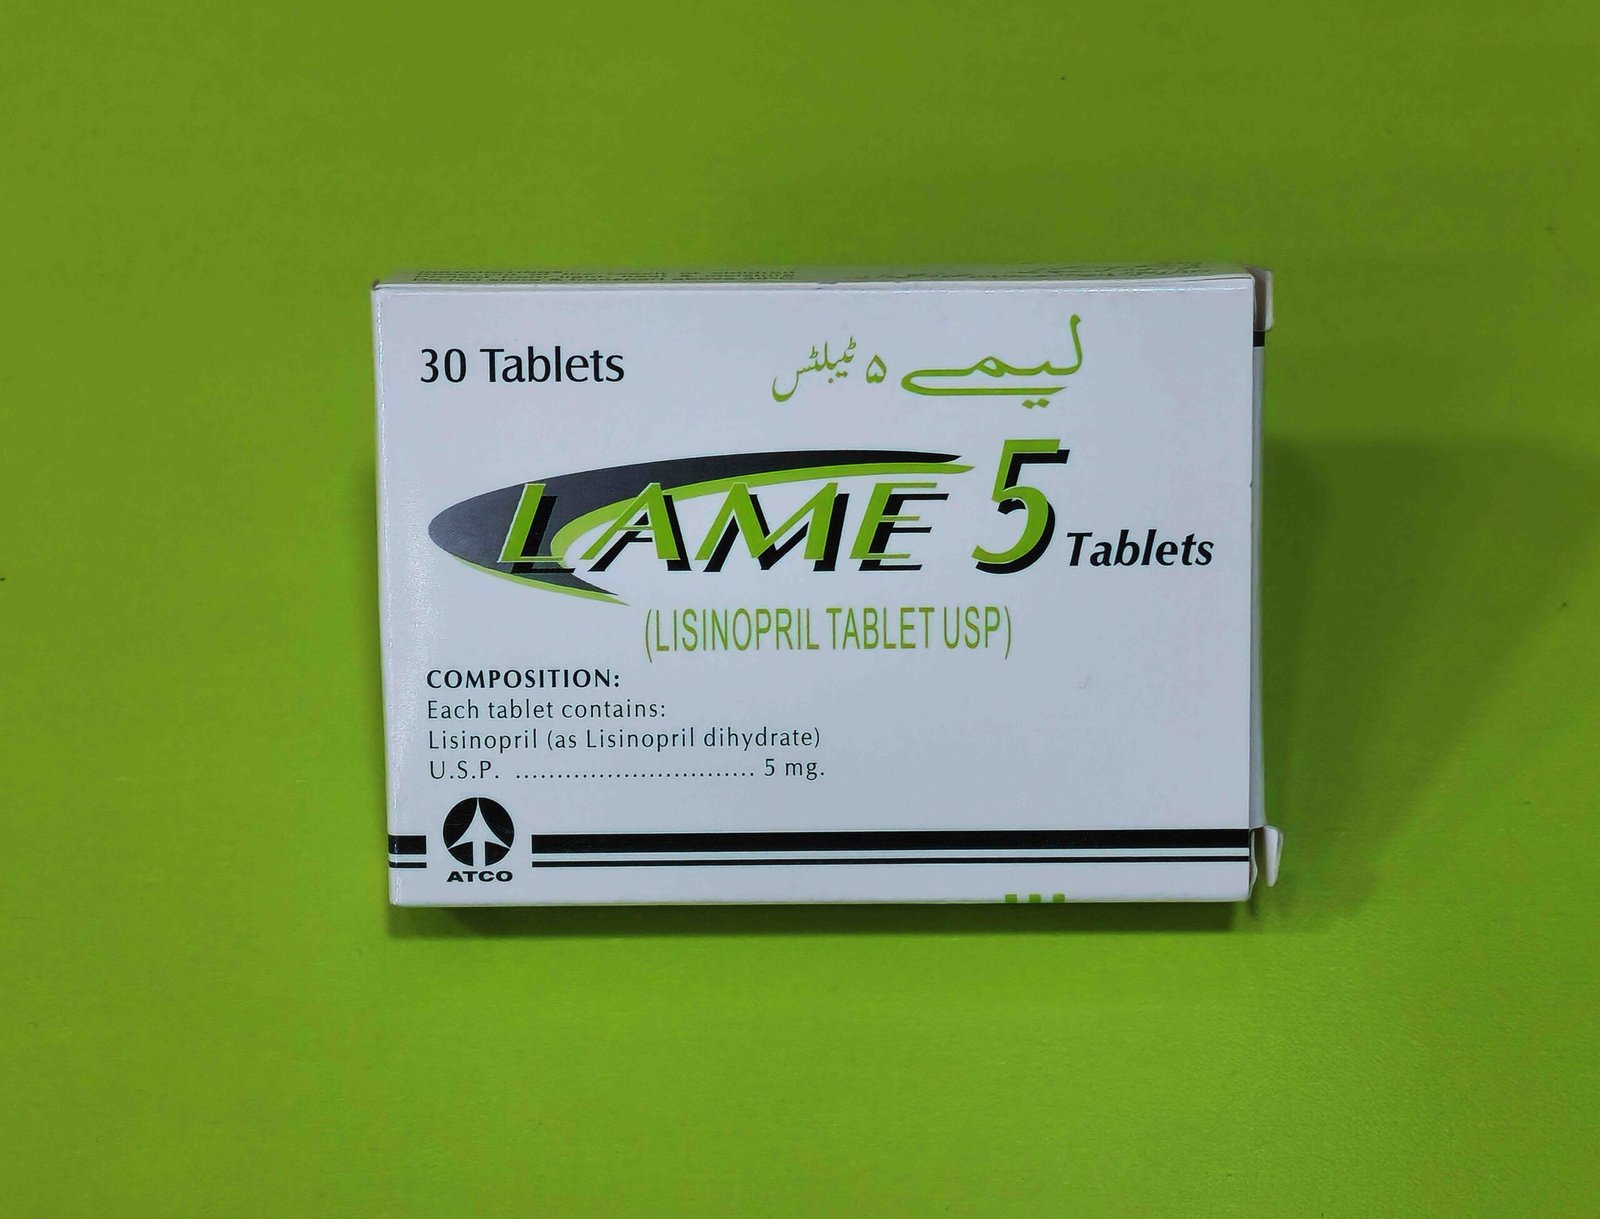 30 Tablets
لیمے ۵ ٹیبلٹس
LAME 5 Tablets
(LISINOPRIL TABLET USP)
COMPOSITION:
Each tablet contains:
Lisinopril (as Lisinopril dihydrate)
U.S.P. ............................. 5 mg.
ATCO